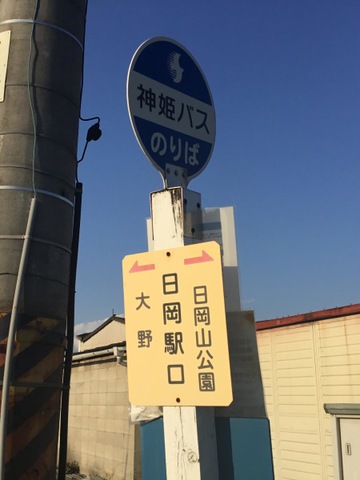 神姫バス
のりば
日岡山公園
日岡駅口
大野